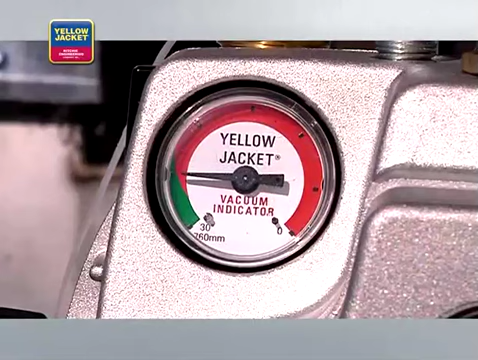 YELLOW
JACKET
YELLOW
JACKET®
VACUUM
INDICATOR
30
0
760mm